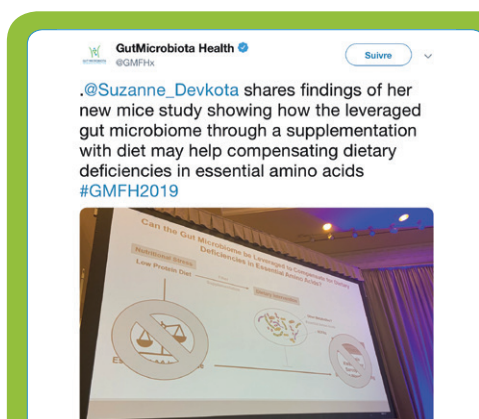 GutMicrobiota Health
@GMFHx
Suivre
.@Suzanne_Devkota shares findings of her
new mice study showing how the leveraged
gut microbiome through a supplementation
with diet may help compensating dietary
deficiencies in essential amino acids
#GMFH2019
Can the Gut Microbiome be Leveraged to Compensate for Dietary
Deficiencies in Essential Amino Acids?
Nutritional Stress
Low Protein Diet